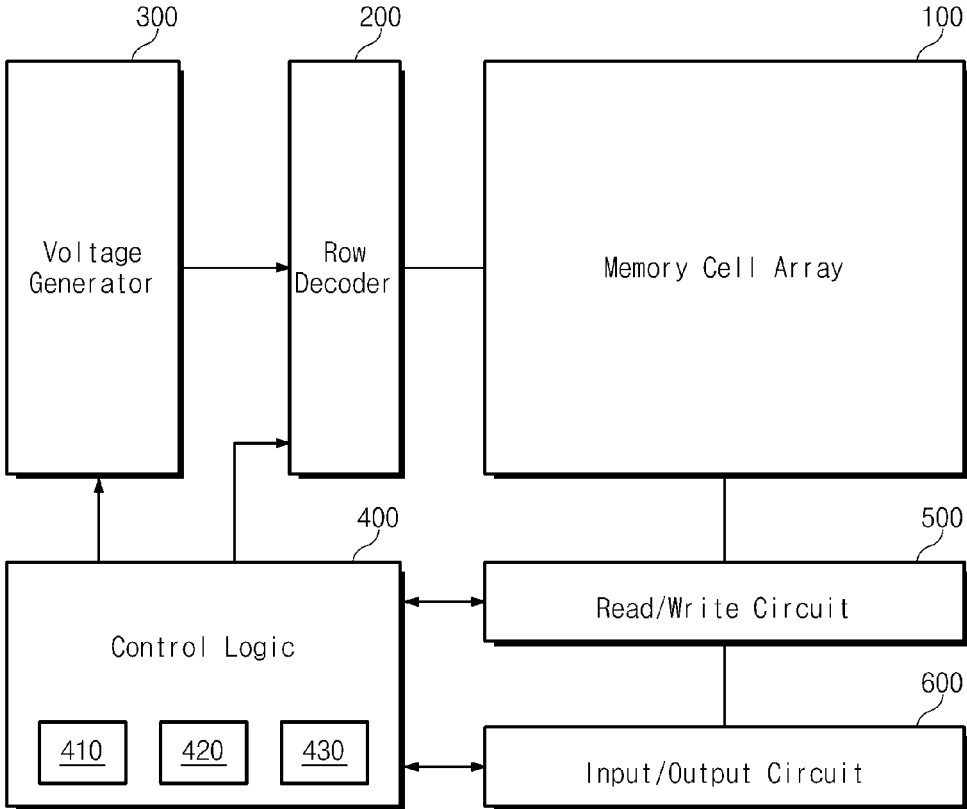 300
200
100
Voltage
Generator
Row
Decoder
Memory Cell Array
400
500
Control Logic
Read/Write Circuit
600
410
420
430
Input/Output Circuit